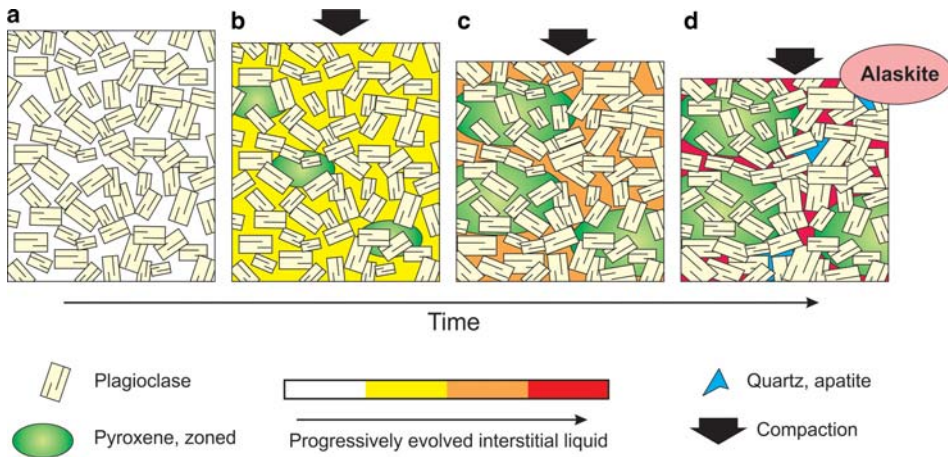 a
b
c
d
Alaskite
Time
Plagioclase
Quartz, apatite
Pyroxene, zoned
Progressively evolved interstitial liquid
Compaction